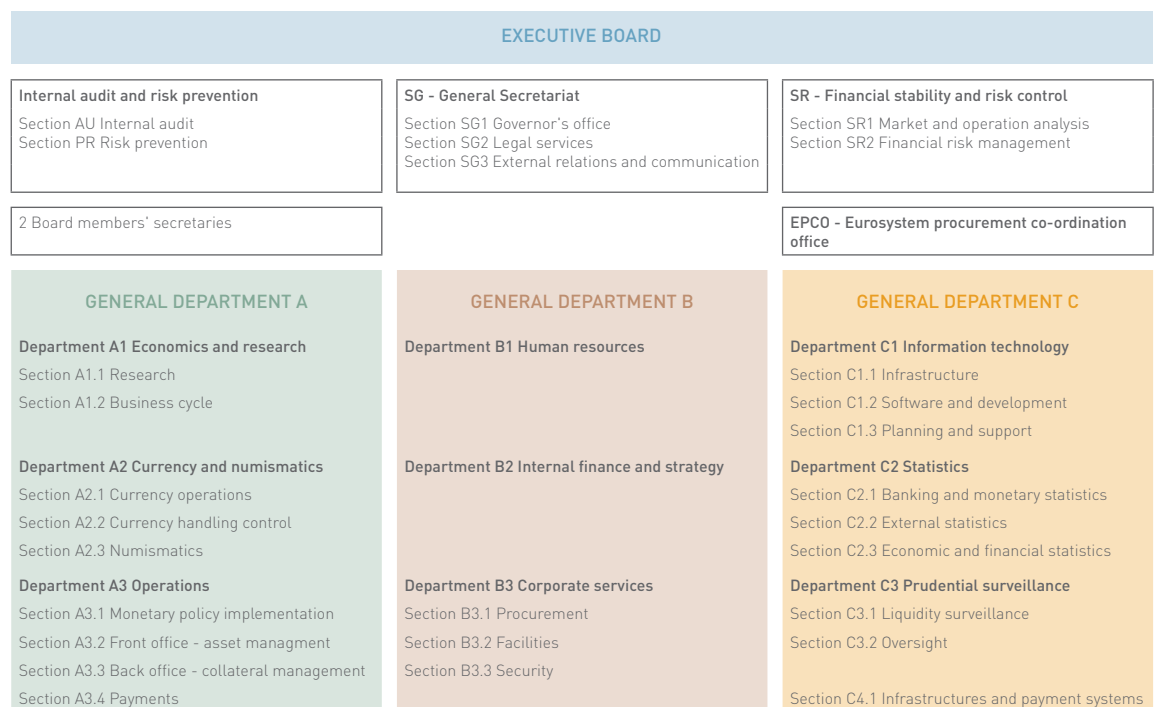 EXECUTIVE BOARD
Internal audit and risk prevention
Section AU Internal audit
Section PR Risk prevention
SG - General Secretariat
Section SG1 Governor's office
Section SG2 Legal services
Section SG3 External relations and communication
SR - Financial stability and risk control
Section SR1 Market and operation analysis
Section SR2 Financial risk management
2 Board members' secretaries
EPCO - Eurosystem procurement co-ordination
office
GENERAL DEPARTMENT A
Department A1 Economics and research
Section A1.1 Research
Section A1.2 Business cycle
Department A2 Currency and numismatics
Section A2.1 Currency operations
Section A2.2 Currency handling control
Section A2.3 Numismatics
Department A3 Operations
Section A3.1 Monetary policy implementation
Section A3.2 Front office - asset managment
Section A3.3 Back office - collateral management
Section A3.4 Payments
GENERAL DEPARTMENT B
Department B1 Human resources
Department B2 Internal finance and strategy
Department B3 Corporate services
Section B3.1 Procurement
Section B3.2 Facilities
Section B3.3 Security
GENERAL DEPARTMENT C
Department C1 Information technology
Section C1.1 Infrastructure
Section C1.2 Software and development
Section C1.3 Planning and support
Department C2 Statistics
Section C2.1 Banking and monetary statistics
Section C2.2 External statistics
Section C2.3 Economic and financial statistics
Department C3 Prudential surveillance
Section C3.1 Liquidity surveillance
Section C3.2 Oversight
Section C4.1 Infrastructures and payment systems